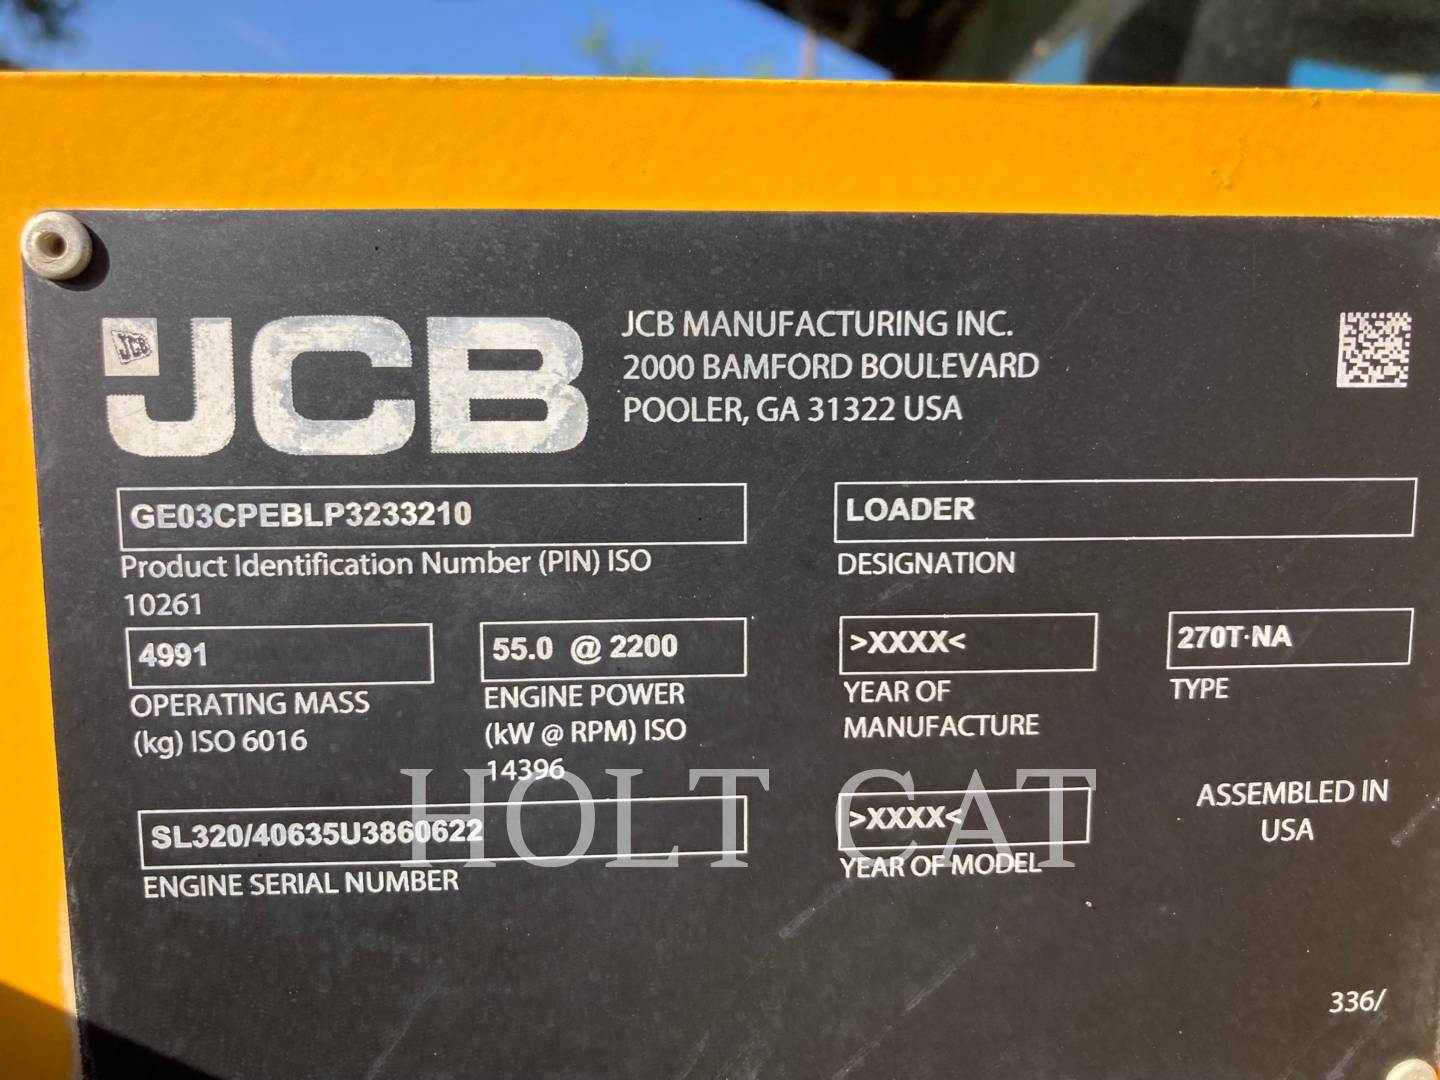 JCB
JCB
JCB MANUFACTURING INC.
2000 BAMFORD BOULEVARD
POOLER, GA 31322 USA
GE03CPEBLP3233210
Product Identification Number (PIN) ISO
10261
LOADER
DESIGNATION
4991
OPERATING MASS
(kg) ISO 6016
55.0 @ 2200
ENGINE POWER
(kW @ RPM) ISO
14396
>XXXX<
YEAR OF
MANUFACTURE
270T-NA
TYPE
SL320/40635U3860622
ENGINE SERIAL NUMBER
>XXXX<
YEAR OF MODEL
ASSEMBLED IN
USA
HOLT CAT
336/